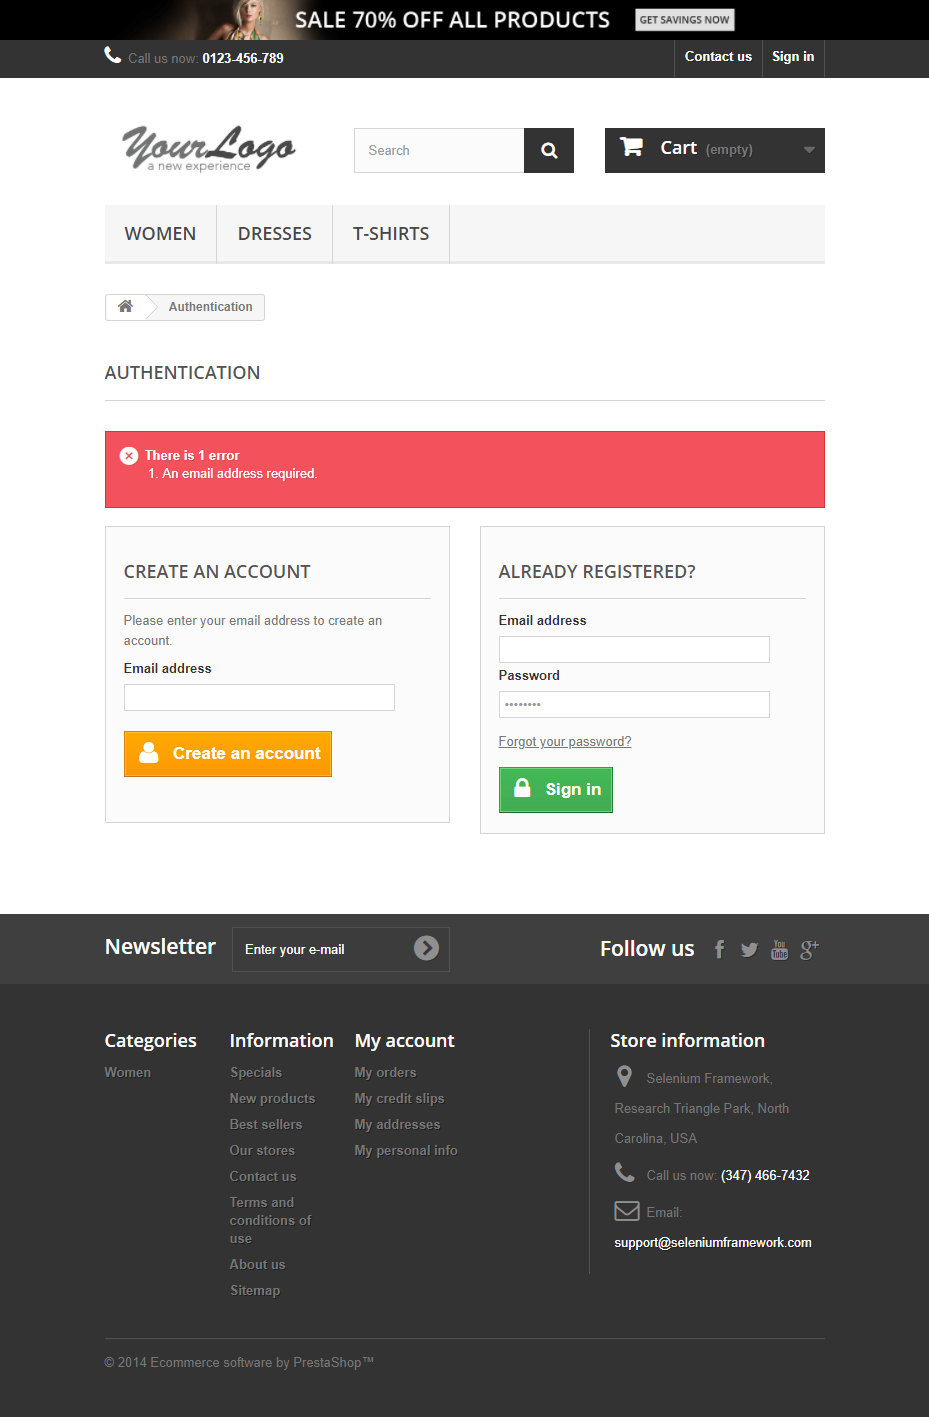 SALE 70% OFF ALL PRODUCTS GET SAVINGS NOW
Call us now: 0123-456-789 Contact us Sign in
YourLogo
a new experience
Search
Cart (empty)
WOMEN DRESSES T-SHIRTS
Authentication
AUTHENTICATION
There is 1 error
1. An email address required.
CREATE AN ACCOUNT
Please enter your email address to create an
account.
Email address
Create an account
ALREADY REGISTERED?
Email address
Password
••••••••
Forgot your password?
Sign in
Newsletter Enter your e-mail Follow us You Tube g+
Categories
Women
Information
Specials
New products
Best sellers
Our stores
Contact us
Terms and
conditions of
use
About us
Sitemap
My account
My orders
My credit slips
My addresses
My personal info
Store information
Selenium Framework,
Research Triangle Park, North
Carolina, USA
Call us now: (347) 466-7432
Email:
support@seleniumframework.com
© 2014 Ecommerce software by PrestaShop™